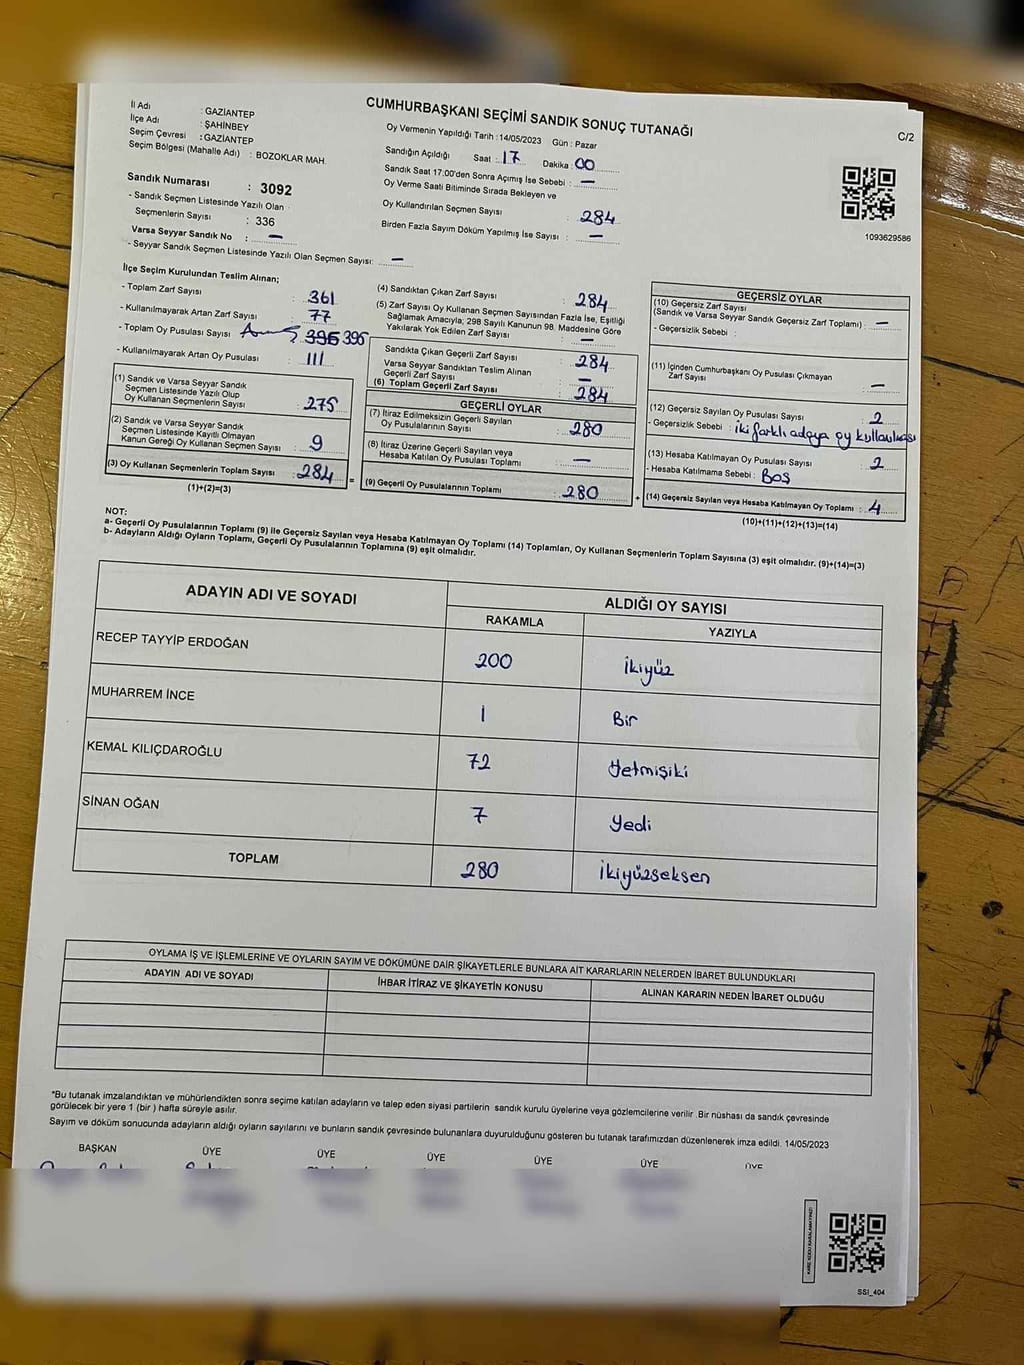 CUMHURBAŞKANI SEÇİMİ SANDIK SONUÇ TUTANAĞI
C/2
İl Adı : GAZİANTEP
İlçe Adı : ŞAHİNBEY
Seçim Çevresi : GAZİANTEP
Seçim Bölgesi (Mahalle Adı) : BOZOKLAR MAH.
Sandık Numarası : 3092
- Sandık Seçmen Listesinde Yazılı Olan
Seçmenlerin Sayısı : 336
Varsa Seyyar Sandık No : —
- Seyyar Sandık Seçmen Listesinde Yazılı Olan Seçmen Sayısı: —
Oy Vermenin Yapıldığı Tarih : 14/05/2023 Gün : Pazar
Sandığın Açıldığı Saat : 17 Dakika : 00
Sandık Saat 17:00'den Sonra Açımış İse Sebebi : —
Oy Verme Saati Bitiminde Sırada Bekleyen ve
Oy Kullandırılan Seçmen Sayısı : 284
Birden Fazla Sayım Döküm Yapılmış İse Sayısı : —
1093629586
İlçe Seçim Kurulundan Teslim Alınan;
- Toplam Zarf Sayısı : 361
- Kullanılmayarak Artan Zarf Sayısı : 77
- Toplam Oy Pusulası Sayısı 395
- Kullanılmayarak Artan Oy Pusulası : 111
(1) Sandık ve Varsa Seyyar Sandık
Seçmen Listesinde Yazılı Olup
Oy Kullanan Seçmenlerin Sayısı : 275
(2) Sandık ve Varsa Seyyar Sandık
Seçmen Listesinde Kayıtlı Olmayan
Kanun Gereği Oy Kullanan Seçmen Sayısı : 9
(3) Oy Kullanan Seçmenlerin Toplam Sayısı : 284 =
(1)+(2)=(3)
(4) Sandıktan Çıkan Zarf Sayısı : 284
(5) Zarf Sayısı Oy Kullanan Seçmen Sayısından Fazla İse, Eşitliği
Sağlamak Amacıyla, 298 Sayılı Kanunun 98. Maddesine Göre
Yakılarak Yok Edilen Zarf Sayısı : —
Sandıkta Çıkan Geçerli Zarf Sayısı : 284
Varsa Seyyar Sandıktan Teslim Alınan
Geçerli Zarf Sayısı : —
(6) Toplam Geçerli Zarf Sayısı : 284
GEÇERLİ OYLAR
(7) İtiraz Edilmeksizin Geçerli Sayılan
Oy Pusulalarının Sayısı : 280
(8) İtiraz Üzerine Geçerli Sayılan veya
Hesaba Katılan Oy Pusulası Toplamı : —
(9) Geçerli Oy Pusulalarının Toplamı : 280 +
GEÇERSİZ OYLAR
(10) Geçersiz Zarf Sayısı
(Sandık ve Varsa Seyyar Sandık Geçersiz Zarf Toplamı) : —
- Geçersizlik Sebebi :
(11) İçinden Cumhurbaşkanı Oy Pusulası Çıkmayan
Zarf Sayısı : —
(12) Geçersiz Sayılan Oy Pusulası Sayısı : 2
- Geçersizlik Sebebi : iki farklı adaya oy kullanılması
(13) Hesaba Katılmayan Oy Pusulası Sayısı : 2
- Hesaba Katılmama Sebebi : Boş
(14) Geçersiz Sayılan veya Hesaba Katılmayan Oy Toplamı : 4
(10)+(11)+(12)+(13)=(14)
NOT:
a- Geçerli Oy Pusulalarının Toplamı (9) ile Geçersiz Sayılan veya Hesaba Katılmayan Oy Toplamı (14) Toplamları, Oy Kullanan Seçmenlerin Toplam Sayısına (3) eşit olmalıdır. (9)+(14)=(3)
b- Adayların Aldığı Oyların Toplamı, Geçerli Oy Pusulalarının Toplamına (9) eşit olmalıdır.
ADAYIN ADI VE SOYADI ALDIĞI OY SAYISI
RAKAMLA YAZIYLA
RECEP TAYYİP ERDOĞAN 200 İkiyüz
MUHARREM İNCE 1 Bir
KEMAL KILIÇDAROĞLU 72 Yetmişiki
SİNAN OĞAN 7 Yedi
TOPLAM 280 İkiyüzseksen
OYLAMA İŞ VE İŞLEMLERİNE VE OYLARIN SAYIM VE DÖKÜMÜNE DAİR ŞİKAYETLERLE BUNLARA AİT KARARLARIN NELERDEN İBARET BULUNDUKLARI
ADAYIN ADI VE SOYADI İHBAR İTİRAZ VE ŞİKAYETİN KONUSU ALINAN KARARIN NEDEN İBARET OLDUĞU
*Bu tutanak imzalandıktan ve mühürlendikten sonra seçime katılan adayların ve talep eden siyasi partilerin sandık kurulu üyelerine veya gözlemcilerine verilir. Bir nüshası da sandık çevresinde
görülecek bir yere 1 (bir ) hafta süreyle asılır.
Sayım ve döküm sonucunda adayların aldığı oyların sayılarını ve bunların sandık çevresinde bulunanlara duyurulduğunu gösteren bu tutanak tarafımızdan düzenlenerek imza edildi. 14/05/2023
BAŞKAN ÜYE ÜYE ÜYE ÜYE ÜYE ÜYE
SSI_404